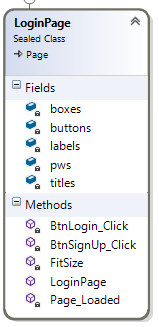 LoginPage
Sealed Class
Page
Fields
boxes
buttons
labels
pws
titles
Methods
BtnLogin_Click
BtnSignUp_Click
FitSize
LoginPage
Page_Loaded